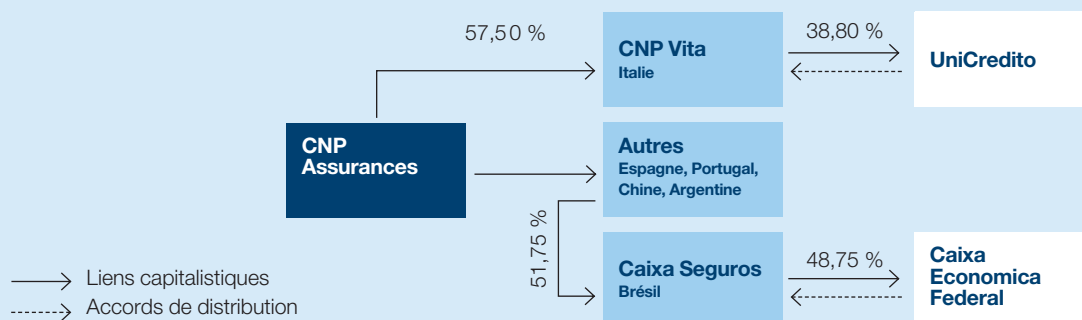 57,50 %
CNP Vita
Italie
38,80 %
UniCredito
CNP
Assurances
Autres
Espagne, Portugal,
Chine, Argentine
51,75 %
Caixa Seguros
Brésil
48,75 %
Caixa
Economica
Federal
Liens capitalistiques
Accords de distribution